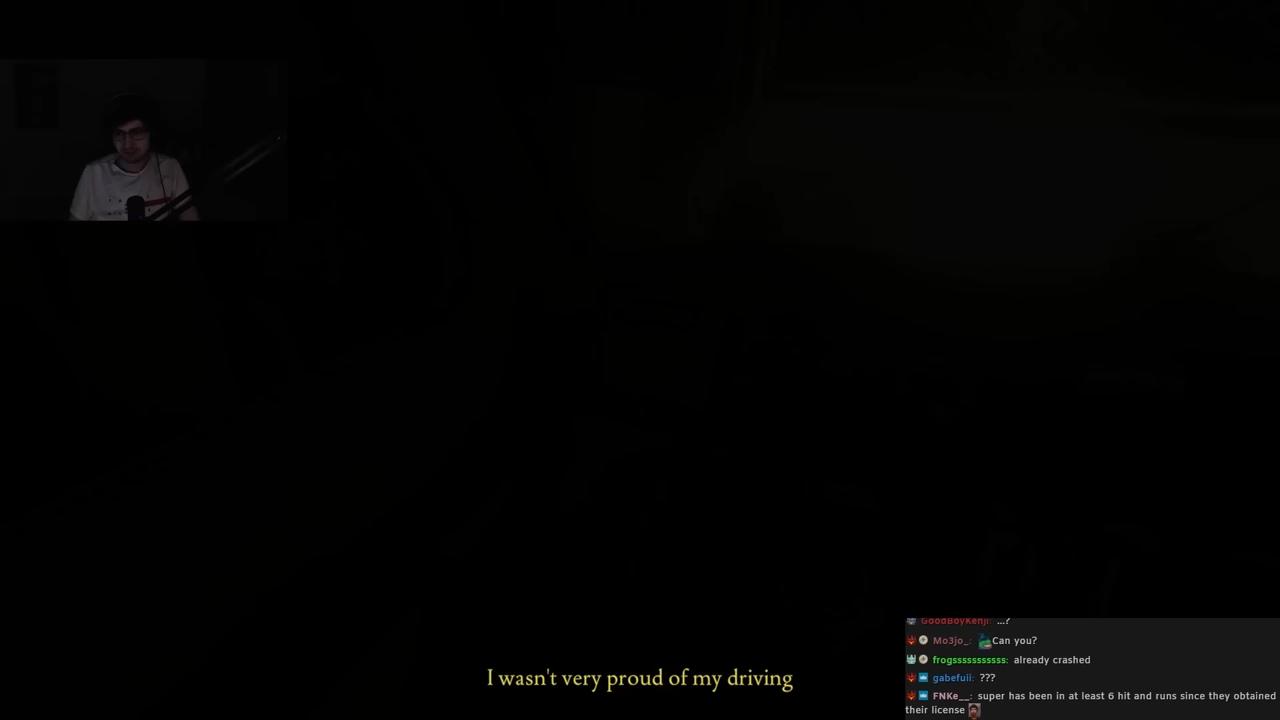 GoodBoyKenji: ...?
Mo3jo_: Can you?
frogsssssssssss: already crashed
gabefuii: ???
FNKe__: super has been in at least 6 hit and runs since they obtained
their license
I wasn't very proud of my driving